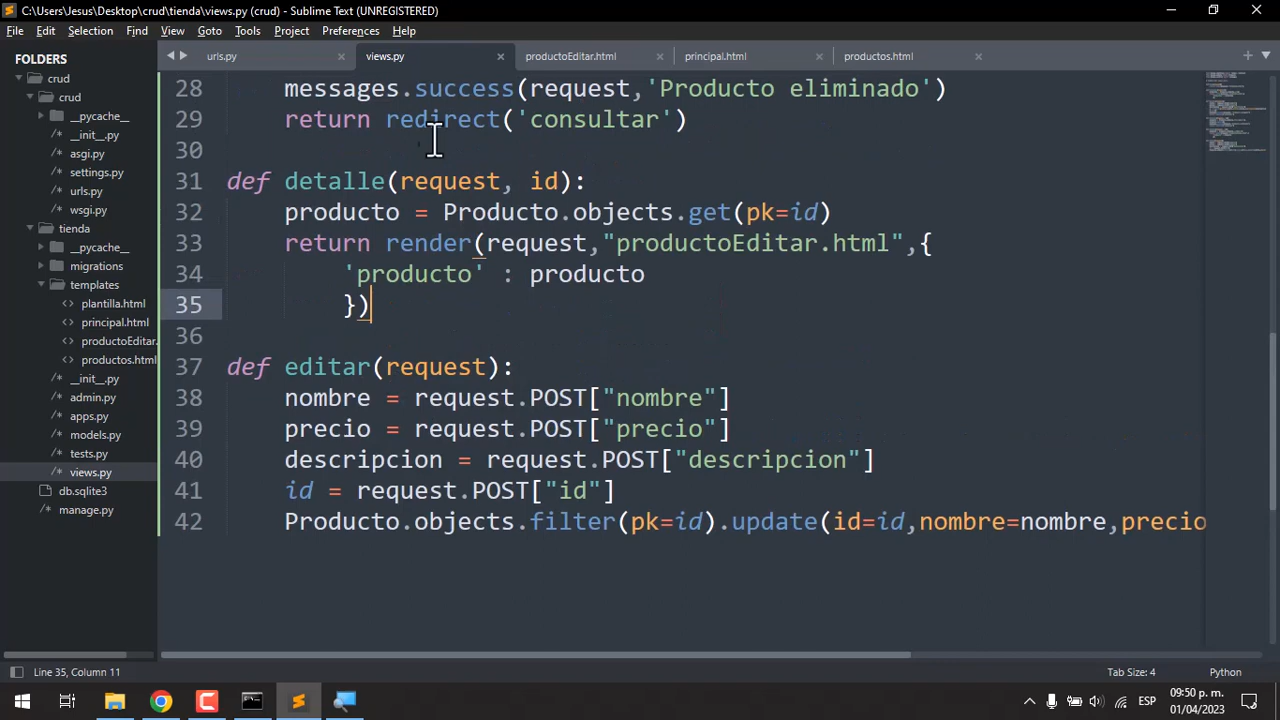 C:\Users\Jesus\Desktop\crud\tienda\views.py (crud) - Sublime Text (UNREGISTERED)
File Edit Selection Find View Goto Tools Project Preferences Help
FOLDERS
crud
crud
__pycache__
__init__.py
asgi.py
settings.py
urls.py
wsgi.py
tienda
__pycache__
migrations
templates
plantilla.html
principal.html
productoEditar.
productos.html
__init__.py
admin.py
apps.py
models.py
tests.py
views.py
db.sqlite3
manage.py
urls.py views.py productoEditar.html principal.html productos.html
28 messages.success(request,'Producto eliminado')
29 return redirect('consultar')
30
31 def detalle(request, id):
32 producto = Producto.objects.get(pk=id)
33 return render(request,"productoEditar.html",{
34 'producto' : producto
35 })
36
37 def editar(request):
38 nombre = request.POST["nombre"]
39 precio = request.POST["precio"]
40 descripcion = request.POST["descripcion"]
41 id = request.POST["id"]
42 Producto.objects.filter(pk=id).update(id=id,nombre=nombre,precio
Line 35, Column 11 Tab Size: 4 Python
ESP 09:50 p. m.
01/04/2023